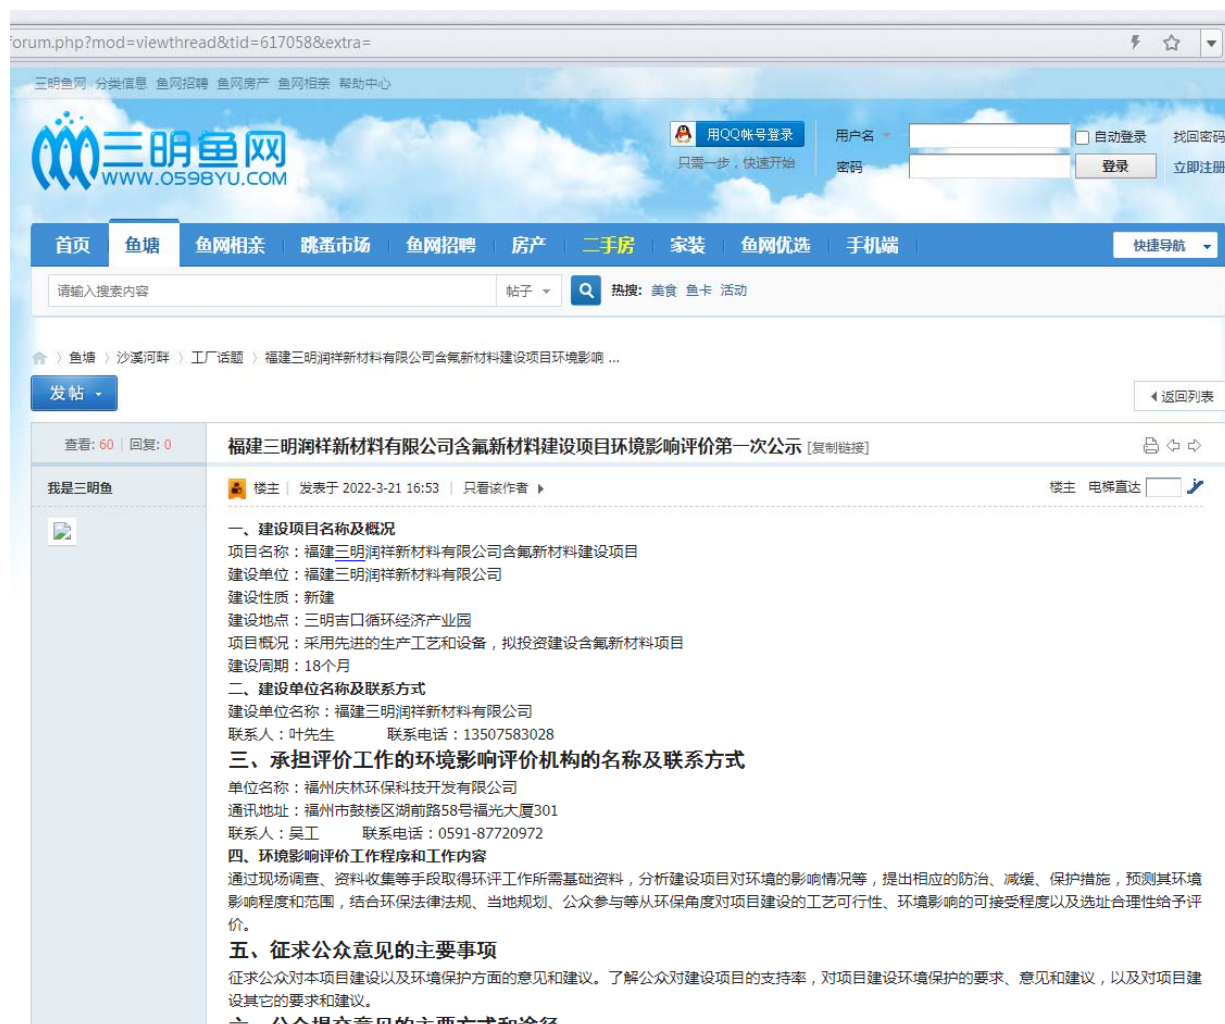 forum.php?mod=viewthread&tid=617058&extra=
三明鱼网 分类信息 鱼网招聘 鱼网房产 鱼网相亲 帮助中心
三明鱼网
WWW.0598YU.COM
用QQ帐号登录 用户名 自动登录 找回密码
只需一步，快速开始 密码 登录 立即注册
首页 鱼塘 鱼网相亲 跳蚤市场 鱼网招聘 房产 二手房 家装 鱼网优选 手机端 快捷导航
请输入搜索内容 帖子 热搜: 美食 鱼卡 活动
〉鱼塘 〉沙溪河畔 〉工厂话题 〉福建三明润祥新材料有限公司含氟新材料建设项目环境影响 ...
发帖 返回列表
查看: 60 | 回复: 0 福建三明润祥新材料有限公司含氟新材料建设项目环境影响评价第一次公示 [复制链接]
我是三明鱼 楼主 | 发表于 2022-3-21 16:53 | 只看该作者 楼主 电梯直达
一、建设项目名称及概况
项目名称：福建三明润祥新材料有限公司含氟新材料建设项目
建设单位：福建三明润祥新材料有限公司
建设性质：新建
建设地点：三明吉口循环经济产业园
项目概况：采用先进的生产工艺和设备，拟投资建设含氟新材料项目
建设周期：18个月
二、建设单位名称及联系方式
建设单位名称：福建三明润祥新材料有限公司
联系人：叶先生 联系电话：13507583028
三、承担评价工作的环境影响评价机构的名称及联系方式
单位名称：福州庆林环保科技开发有限公司
通讯地址：福州市鼓楼区湖前路58号福光大厦301
联系人：吴工 联系电话：0591-87720972
四、环境影响评价工作程序和工作内容
通过现场调查、资料收集等手段取得环评工作所需基础资料，分析建设项目对环境的影响情况等，提出相应的防治、减缓、保护措施，预测其环境
影响程度和范围，结合环保法律法规、当地规划、公众参与等从环保角度对项目建设的工艺可行性、环境影响的可接受程度以及选址合理性给予评
价。
五、征求公众意见的主要事项
征求公众对本项目建设以及环境保护方面的意见和建议。了解公众对建设项目的支持率，对项目建设环境保护的要求、意见和建议，以及对项目建
设其它的要求和建议。
六、公众提交意见的主要方式和途径